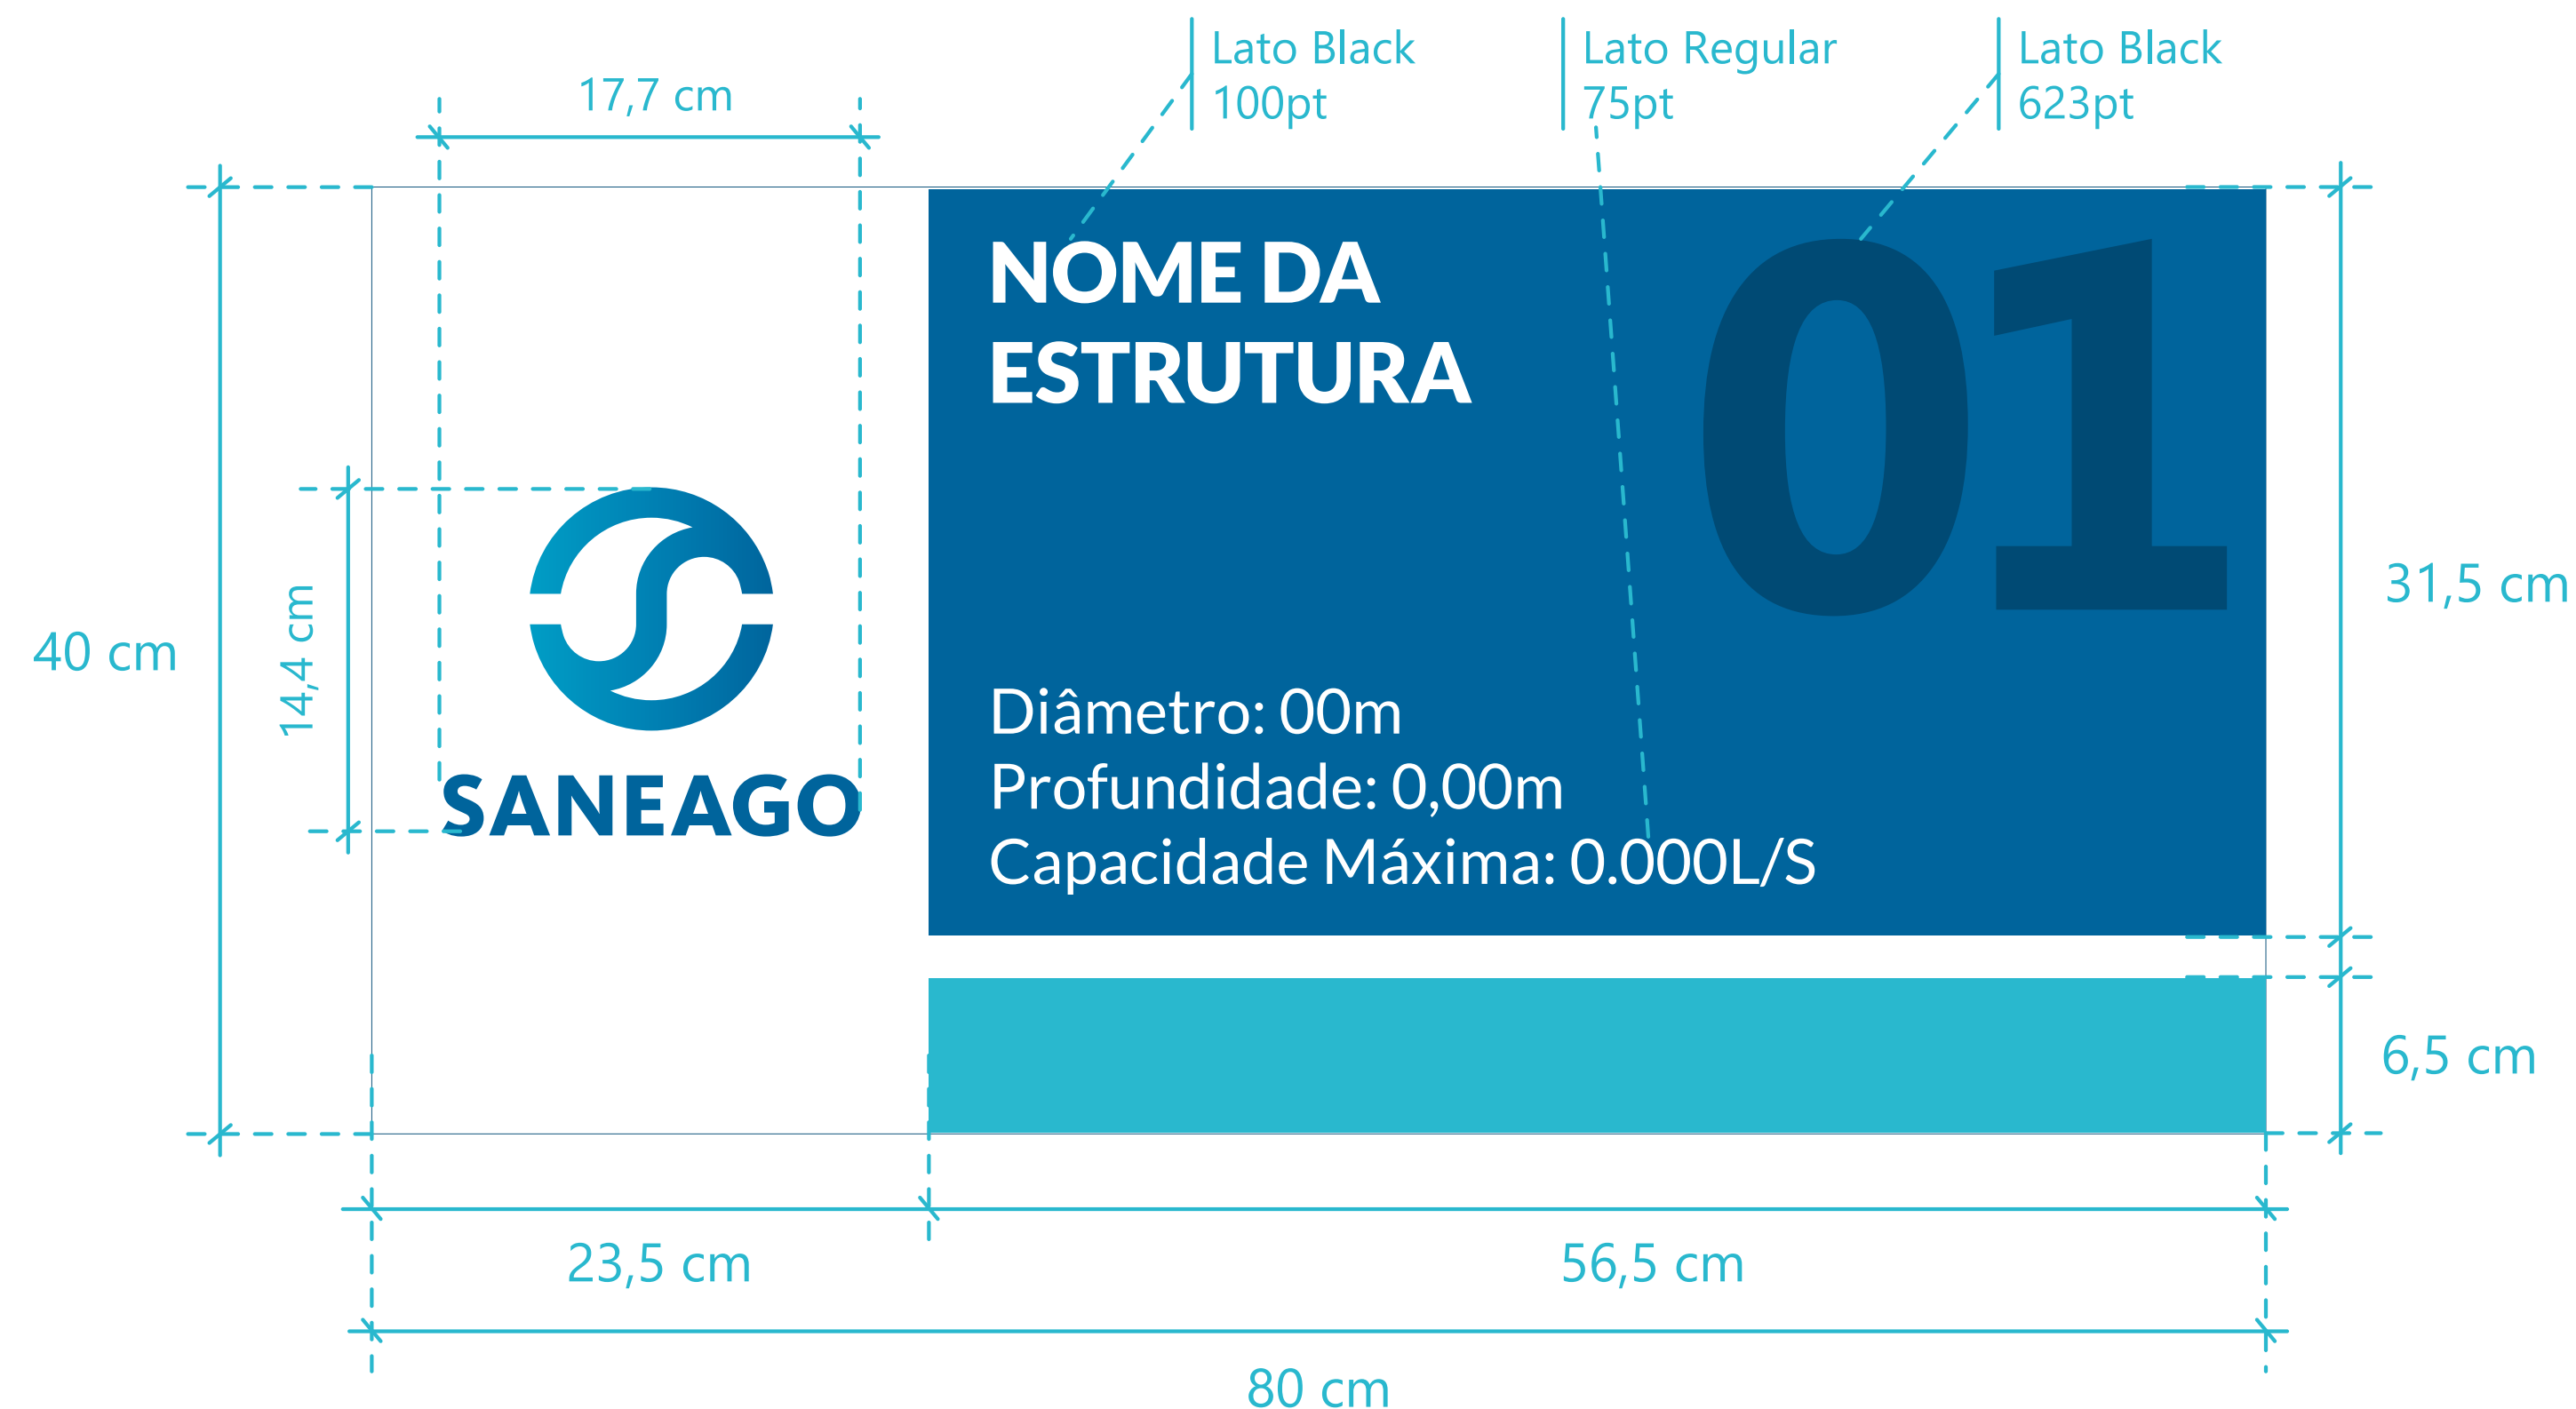 Lato Black
100pt
Lato Regular
75pt
Lato Black
623pt
17,7 cm
NOME DA
ESTRUTURA
01
40 cm
14,4 cm
31,5 cm
SANEAGO
Diâmetro: 00m
Profundidade: 0,00m
Capacidade Máxima: 0.000L/S
6,5 cm
23,5 cm
56,5 cm
80 cm